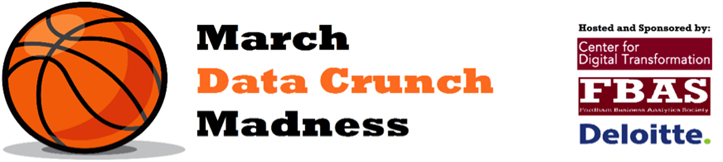 March
Data Crunch
Madness
Hosted and Sponsored by:
Center for
Digital Transformation
FBAS
Fordham Business Analytics Society
Deloitte.